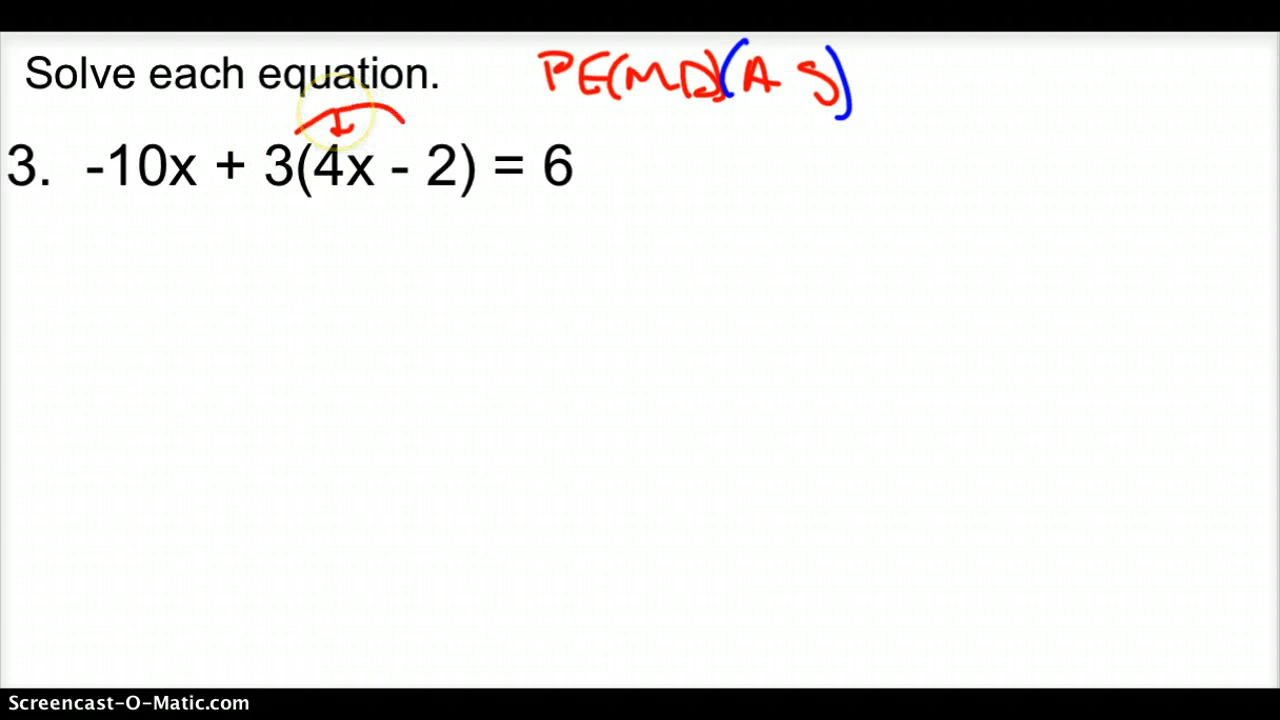 Solve each equation. PE(MD)(A S)
3. -10x + 3(4x - 2) = 6
Screencast-O-Matic.com